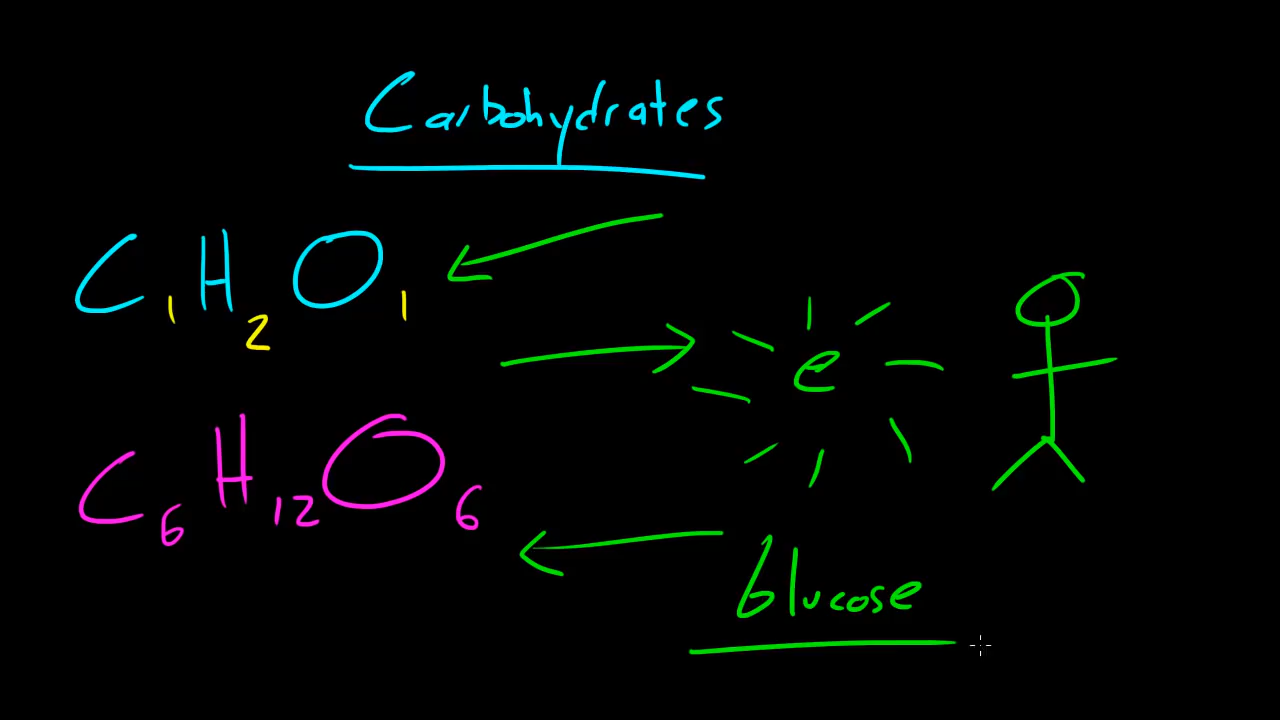 Carbohydrates
C₁H₂O₁
e
C₆H₁₂O₆
Glucose